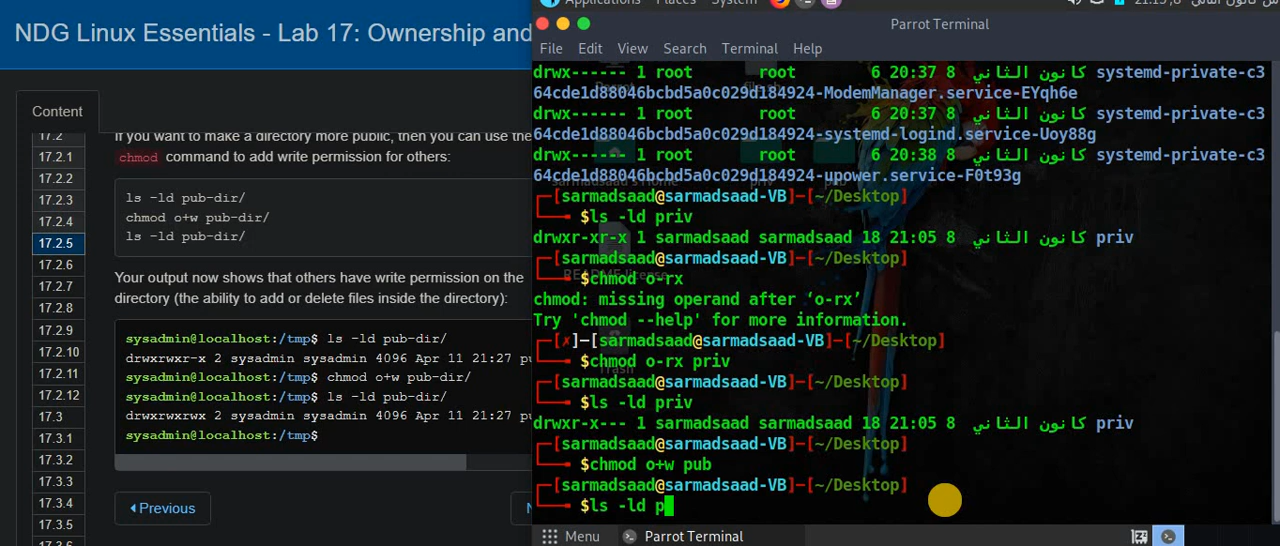 NDG Linux Essentials - Lab 17: Ownership and
Content
17.2
17.2.1
17.2.2
17.2.3
17.2.4
17.2.5
17.2.6
17.2.7
17.2.8
17.2.9
17.2.10
17.2.11
17.2.12
17.3
17.3.1
17.3.2
17.3.3
17.3.4
17.3.5
If you want to make a directory more public, then you can use the
chmod command to add write permission for others:
ls -ld pub-dir/
chmod o+w pub-dir/
ls -ld pub-dir/
Your output now shows that others have write permission on the
directory (the ability to add or delete files inside the directory):
sysadmin@localhost:/tmp$ ls -ld pub-dir/
drwxrwxr-x 2 sysadmin sysadmin 4096 Apr 11 21:27
sysadmin@localhost:/tmp$ chmod o+w pub-dir/
sysadmin@localhost:/tmp$ ls -ld pub-dir/
drwxrwxrwx 2 sysadmin sysadmin 4096 Apr 11 21:27
sysadmin@localhost:/tmp$
Previous
Applications Places System
Parrot Terminal
File Edit View Search Terminal Help
drwx------ 1 root root 6 20:37 8 كانون الثاني systemd-private-c3
64cde1d88046bcbd5a0c029d184924-ModemManager.service-EYqh6e
drwx------ 1 root root 6 20:37 8 كانون الثاني systemd-private-c3
64cde1d88046bcbd5a0c029d184924-systemd-logind.service-Uoy88g
drwx------ 1 root root 6 20:38 8 كانون الثاني systemd-private-c3
64cde1d88046bcbd5a0c029d184924-upower.service-F0t93g
[sarmadsaad@sarmadsaad-VB]-[~/Desktop]
$ls -ld priv
drwxr-xr-x 1 sarmadsaad sarmadsaad 18 21:05 8 كانون الثاني priv
[sarmadsaad@sarmadsaad-VB]-[~/Desktop]
$chmod o-rx
chmod: missing operand after ‘o-rx’
Try 'chmod --help' for more information.
[✗]-[sarmadsaad@sarmadsaad-VB]-[~/Desktop]
$chmod o-rx priv
[sarmadsaad@sarmadsaad-VB]-[~/Desktop]
$ls -ld priv
drwxr-x--- 1 sarmadsaad sarmadsaad 18 21:05 8 كانون الثاني priv
[sarmadsaad@sarmadsaad-VB]-[~/Desktop]
$chmod o+w pub
[sarmadsaad@sarmadsaad-VB]-[~/Desktop]
$ls -ld p
Menu Parrot Terminal